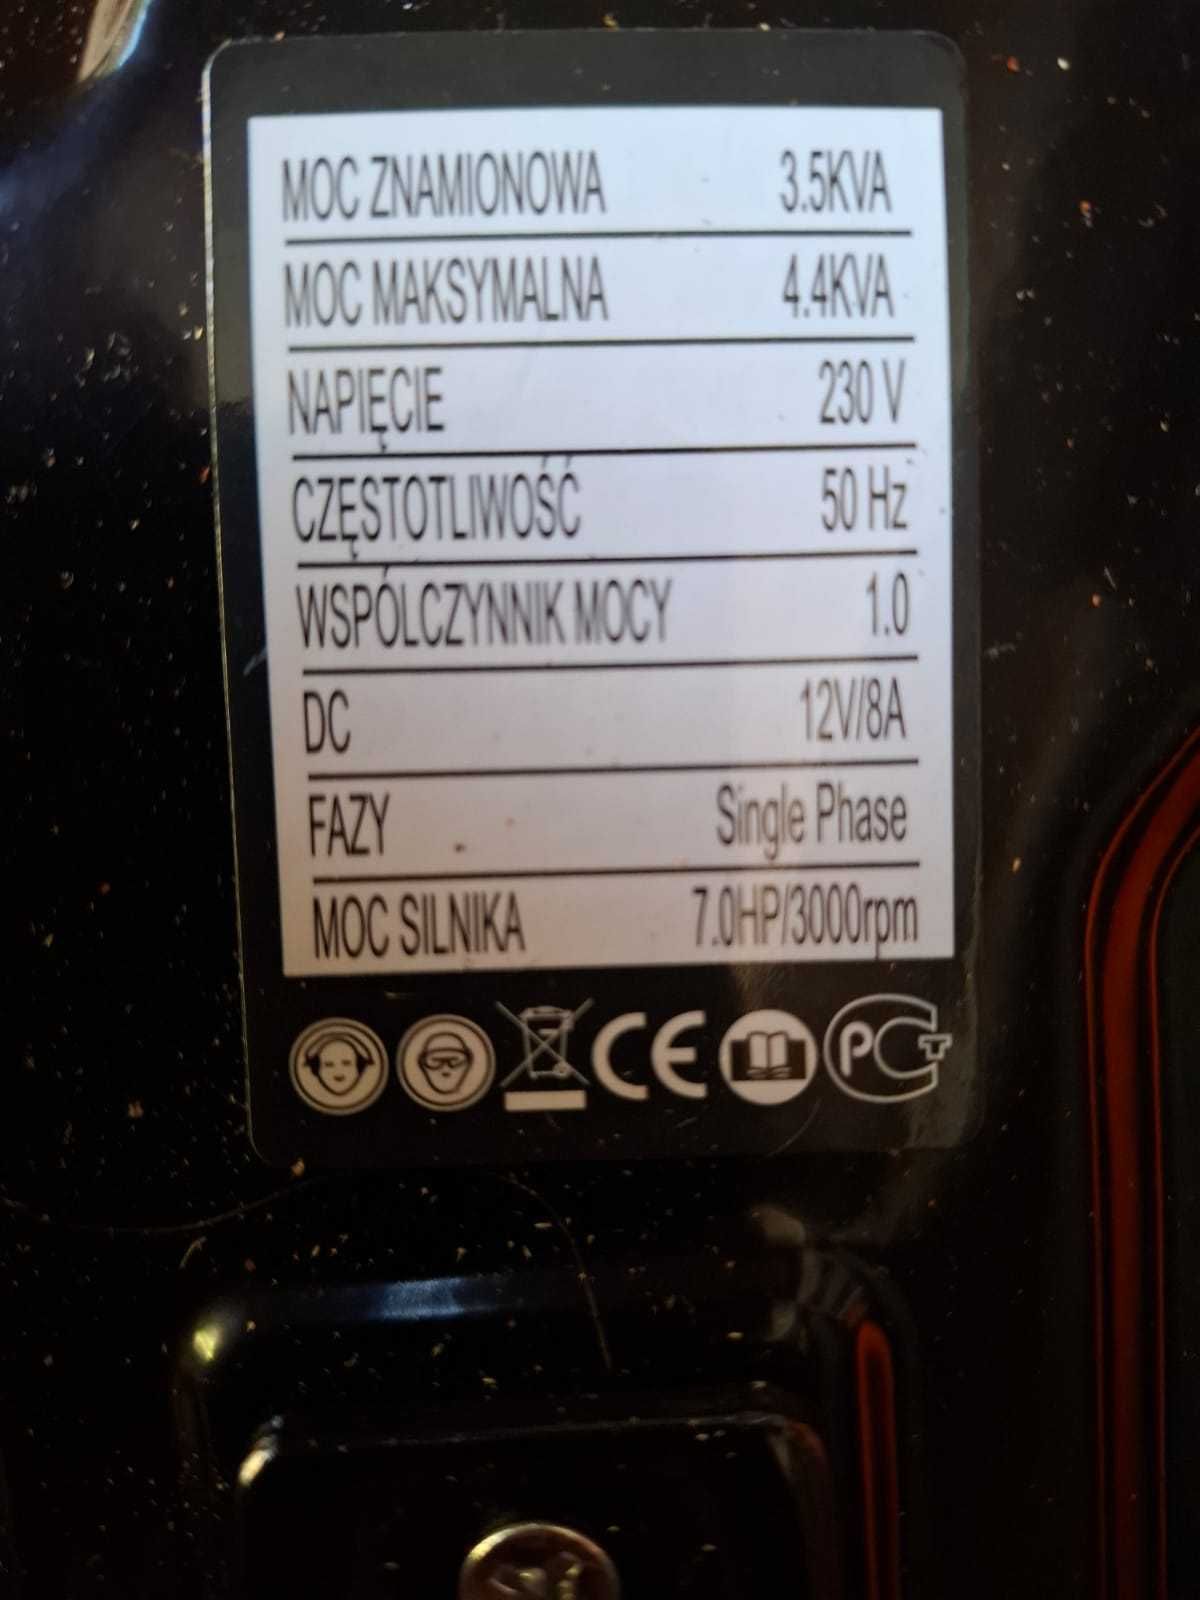 MOC ZNAMIONOWA 3.5KVA
MOC MAKSYMALNA 4.4KVA
NAPIĘCIE 230 V
CZĘSTOTLIWOŚĆ 50 Hz
WSPÓLCZYNNIK MOCY 1.0
DC 12V/8A
FAZY Single Phase
MOC SILNIKA 7.0HP/3000rpm
CE PCT